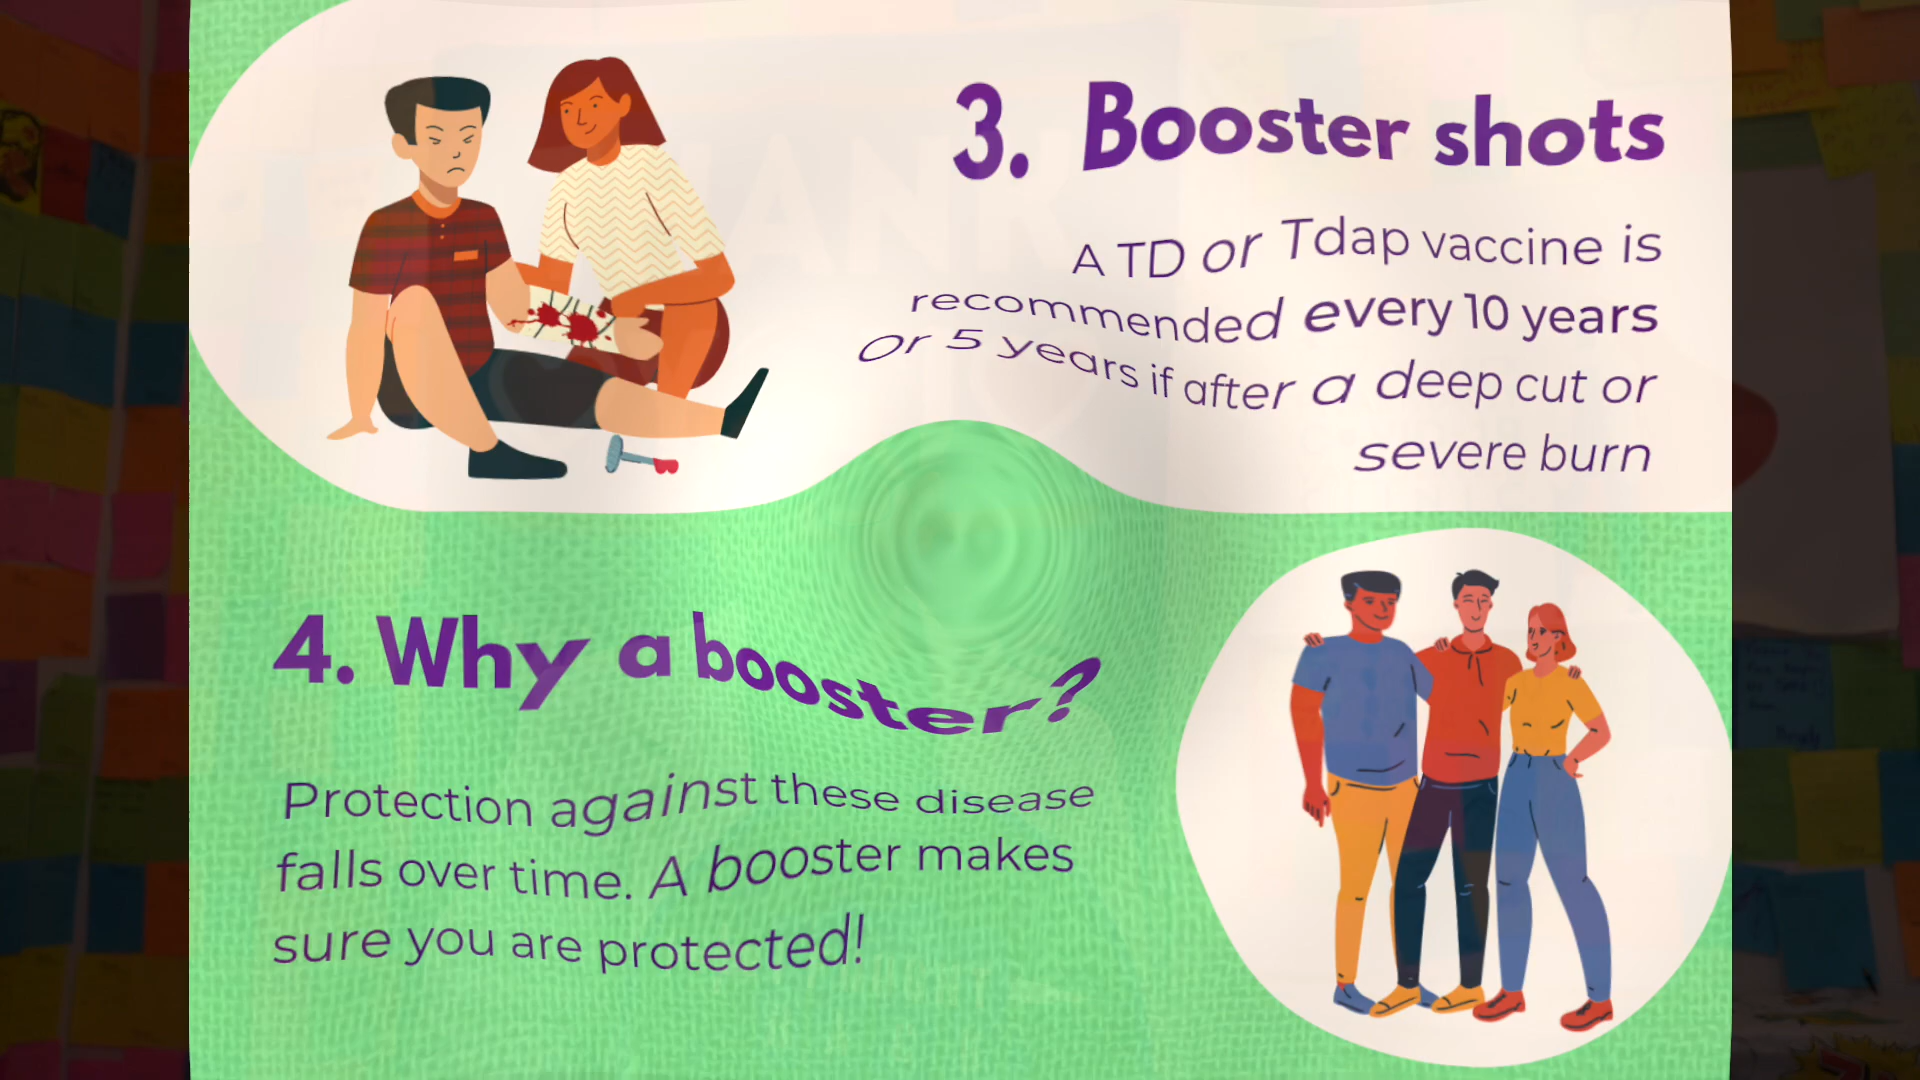 3. Booster shots
A TD or Tdap vaccine is
recommended every 10 years
Or 5 years if after a deep cut or
severe burn
4. Why a booster?
Protection against these disease
falls over time. A booster makes
sure you are protected!